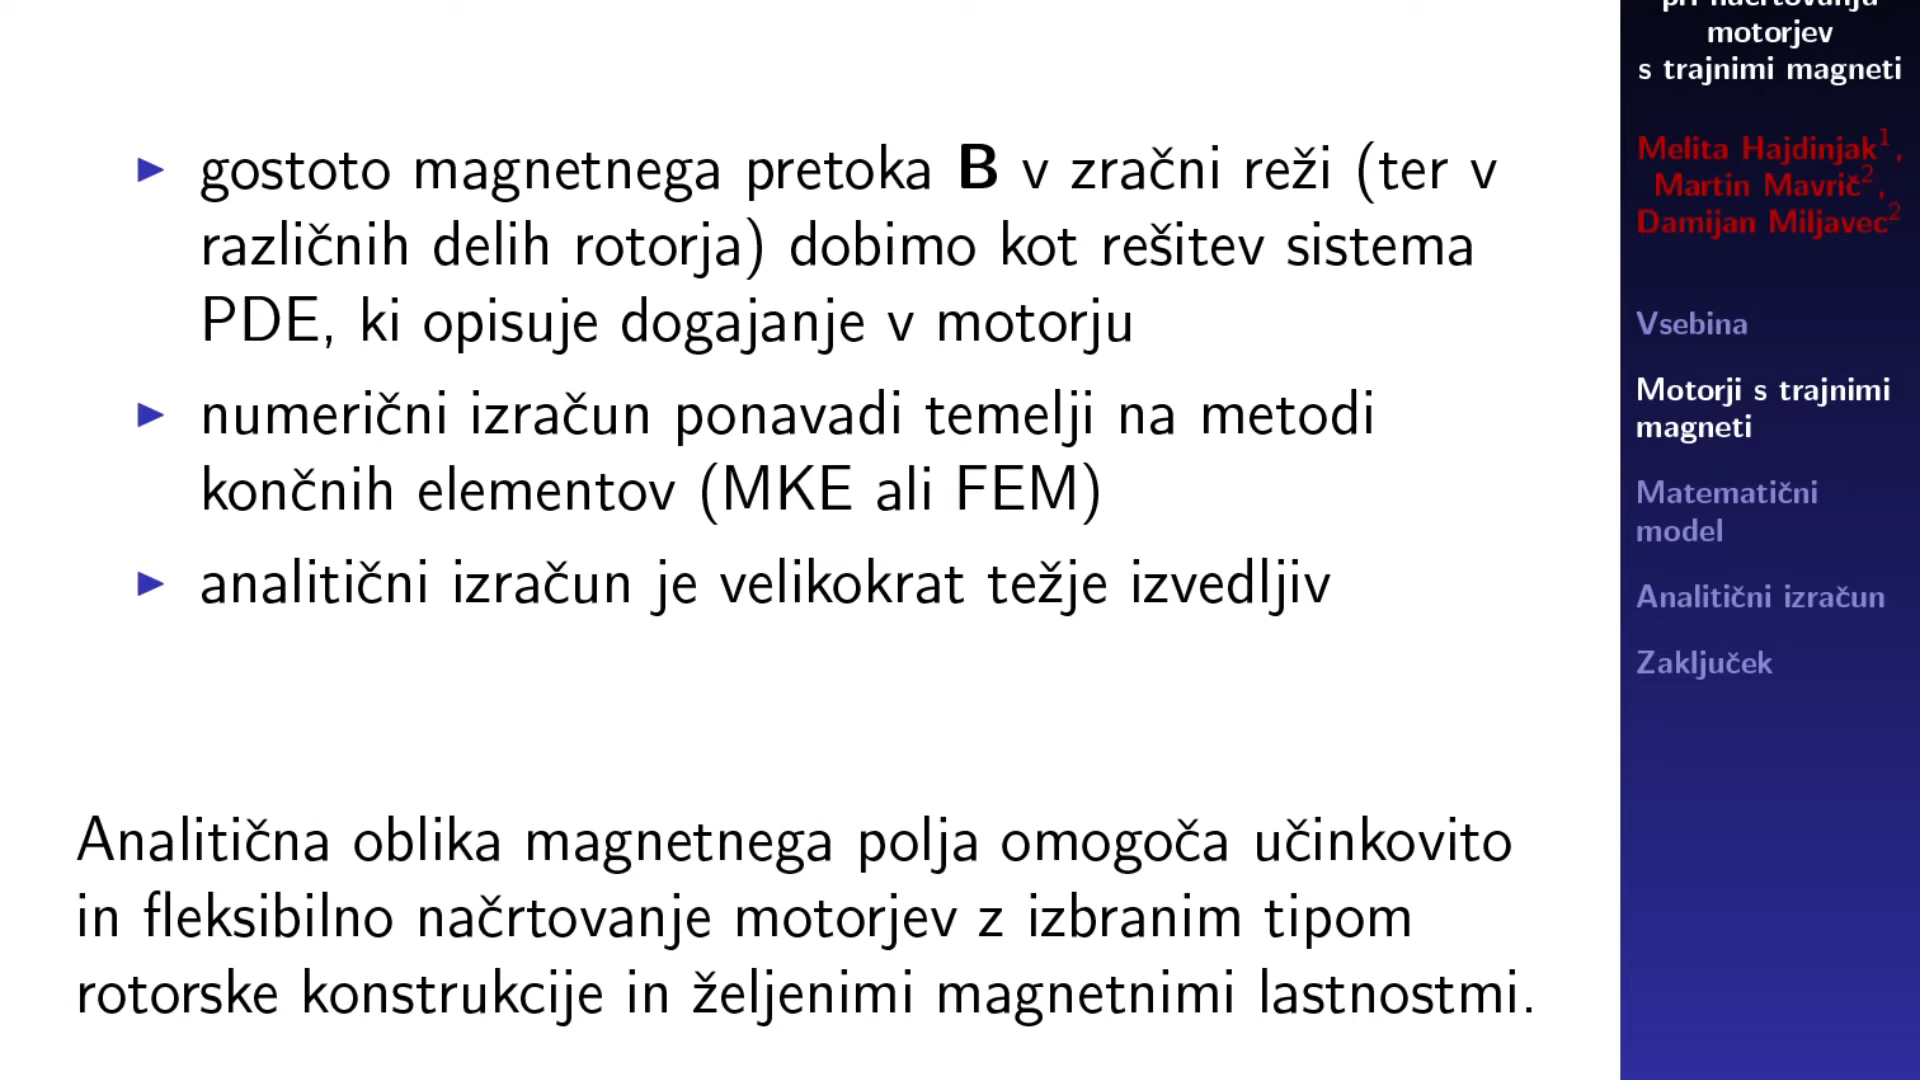 gostoto magnetnega pretoka B v zračni reži (ter v
različnih delih rotorja) dobimo kot rešitev sistema
PDE, ki opisuje dogajanje v motorju
numerični izračun ponavadi temelji na metodi
končnih elementov (MKE ali FEM)
analitični izračun je velikokrat težje izvedljiv
Analitična oblika magnetnega polja omogoča učinkovito
in fleksibilno načrtovanje motorjev z izbranim tipom
rotorske konstrukcije in željenimi magnetnimi lastnostmi.
pri načrtovanja
motorjev
s trajnimi magneti
Melita Hajdinjak¹,
Martin Mavrič²,
Damijan Miljavec²
Vsebina
Motorji s trajnimi
magneti
Matematični
model
Analitični izračun
Zaključek